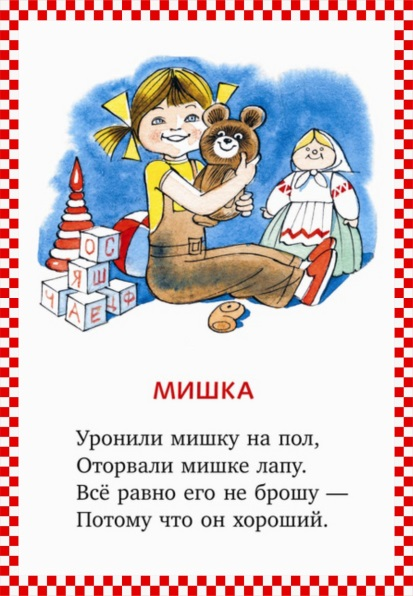 О С
Я Ш
Ч А Е Ф
МИШКА
Уронили мишку на пол,
Оторвали мишке лапу.
Всё равно его не брошу —
Потому что он хороший.